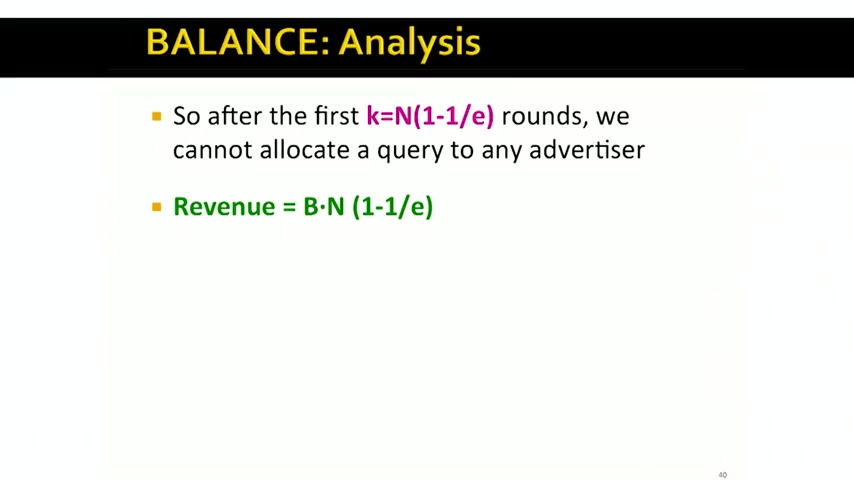 BALANCE: Analysis
So after the first k=N(1-1/e) rounds, we
cannot allocate a query to any advertiser
Revenue = B·N (1-1/e)
40